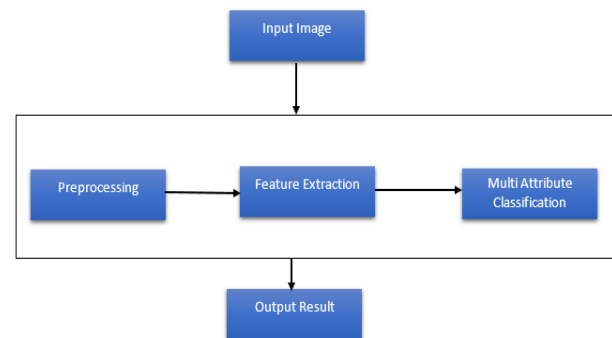 Input Image
Preprocessing
Feature Extraction
Multi Attribute
Classification
Output Result